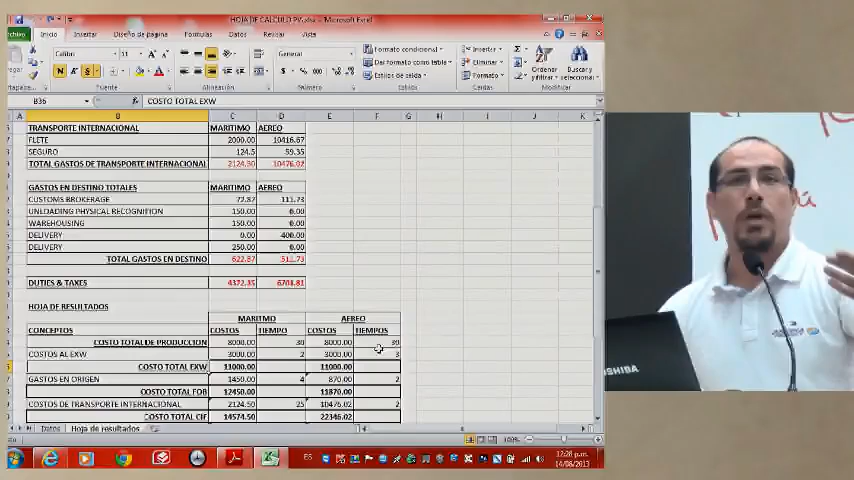 HOJA DE CALCULO PV.xlsx - Microsoft Excel
Archivo Inicio Insertar Diseño de página Fórmulas Datos Revisar Vista
Calibri 11 General Formato condicional Insertar Σ
Dar formato como tabla Eliminar Ordenar Buscar y
N K S $ % 000 Estilos de celda Formato y filtrar seleccionar
Fuente Alineación Número Estilos Celdas Modificar
B36 COSTO TOTAL EXW
A B C D E F G H I J K
TRANSPORTE INTERNACIONAL MARITIMO AEREO
FLETE 2000.00 10416.67
SEGURO 124.5 59.35
TOTAL GASTOS DE TRANSPORTE INTERNACIONAL 2124.50 10476.02
GASTOS EN DESTINO TOTALES MARITIMO AEREO
CUSTOMS BROKERAGE 72.87 111.73
UNLOADING PHYSICAL RECOGNITION 150.00 0.00
WAREHOUSING 150.00 0.00
DELIVERY 0.00 400.00
DELIVERY 250.00 0.00
TOTAL GASTOS EN DESTINO 622.87 511.73
DUTIES & TAXES 4372.35 6703.81
HOJA DE RESULTADOS
MARITIMO AEREO
CONCEPTOS COSTOS TIEMPO COSTOS TIEMPOS
COSTO TOTAL DE PRODUCCION 8000.00 30 8000.00 30
COSTOS AL EXW 3000.00 2 3000.00 3
COSTO TOTAL EXW 11000.00 11000.00
GASTOS EN ORIGEN 1450.00 4 870.00 2
COSTO TOTAL FOB 12450.00 11870.00
COSTOS DE TRANSPORTE INTERNACIONAL 2124.50 25 10476.02 2
COSTO TOTAL CIF 14574.50 22346.02
Datos Hoja de resultados
100%
ES 12:28 p.m.
14/08/2013
TOSHIBA